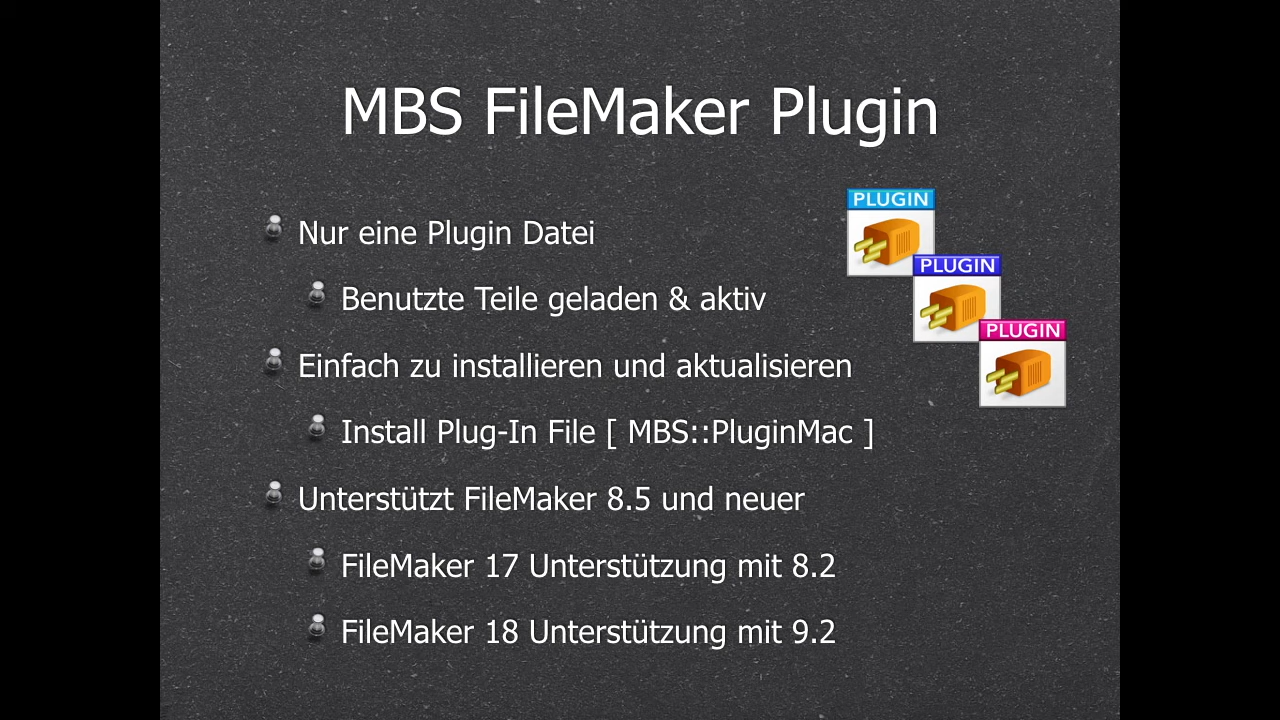 MBS FileMaker Plugin
Nur eine Plugin Datei
Benutzte Teile geladen & aktiv
Einfach zu installieren und aktualisieren
Install Plug-In File [ MBS::PluginMac ]
Unterstützt FileMaker 8.5 und neuer
FileMaker 17 Unterstützung mit 8.2
FileMaker 18 Unterstützung mit 9.2
PLUGIN
PLUGIN
PLUGIN